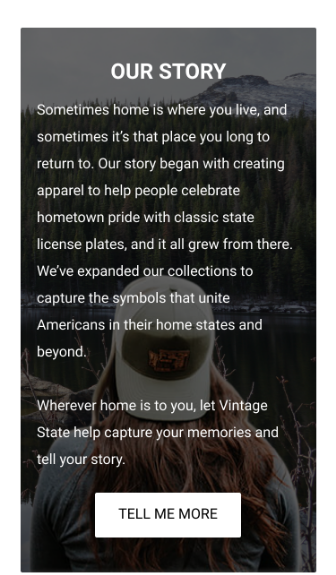 OUR STORY
Sometimes home is where you live, and
sometimes it’s that place you long to
return to. Our story began with creating
apparel to help people celebrate
hometown pride with classic state
license plates, and it all grew from there.
We’ve expanded our collections to
capture the symbols that unite
Americans in their home states and
beyond.
Wherever home is to you, let Vintage
State help capture your memories and
tell your story.
TELL ME MORE